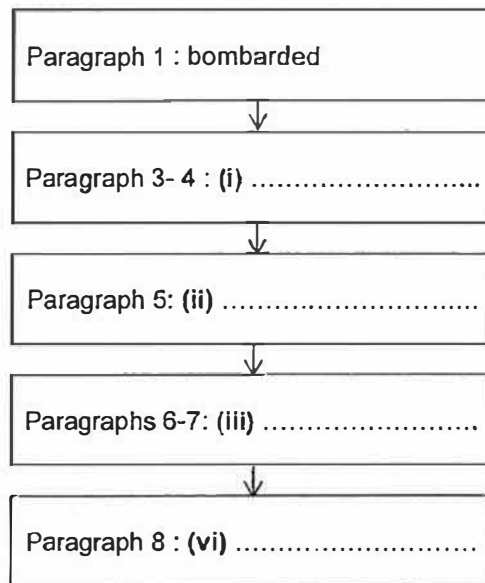 Paragraph 1 : bombarded
Paragraph 3- 4 : (i) .............................
Paragraph 5: (ii) ................................
Paragraphs 6-7: (iii) ...........................
Paragraph 8 : (vi) ..............................